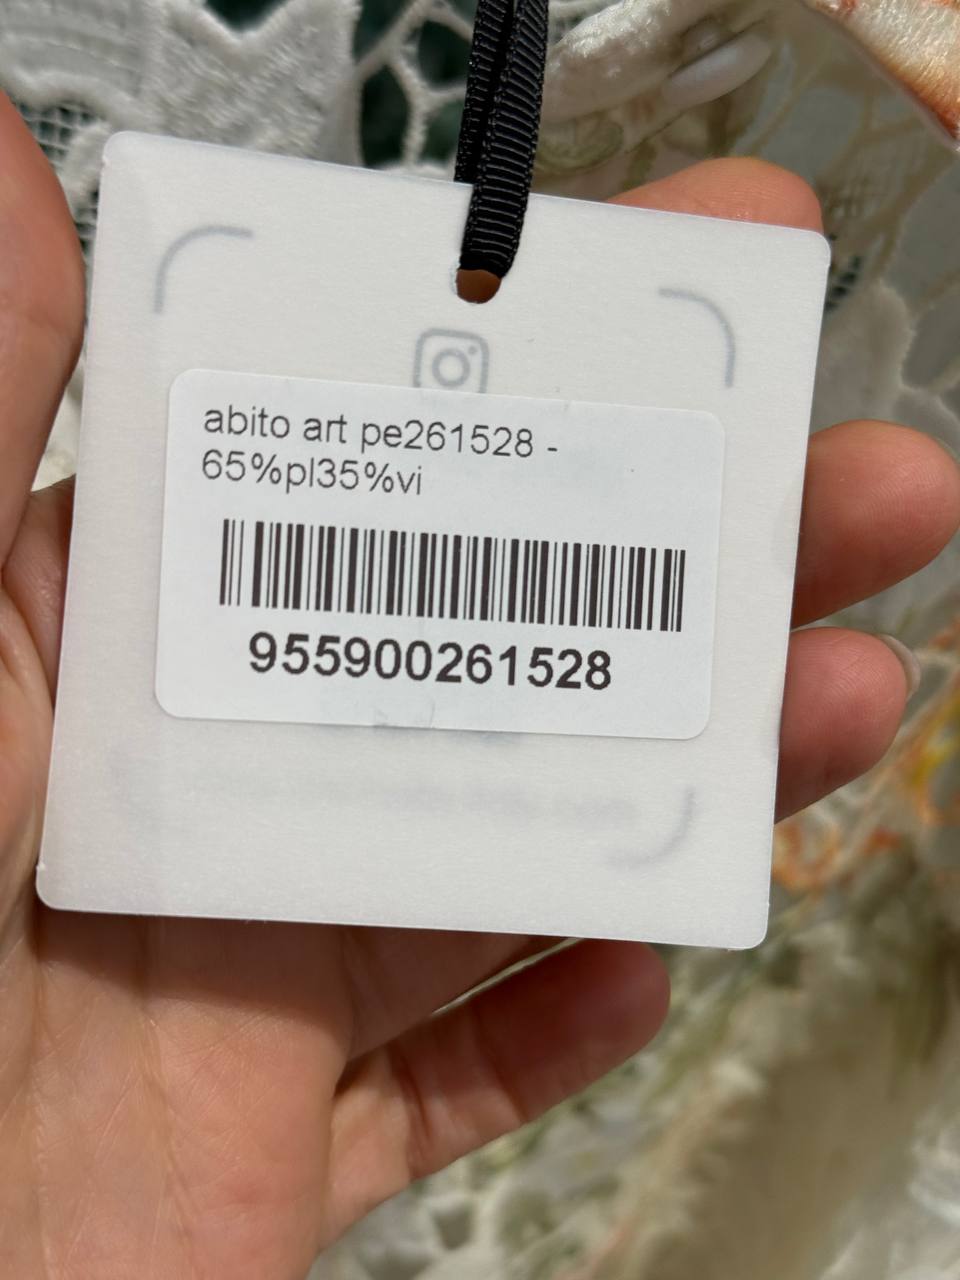 abito art pe261528 -
65%pl35%vi
955900261528